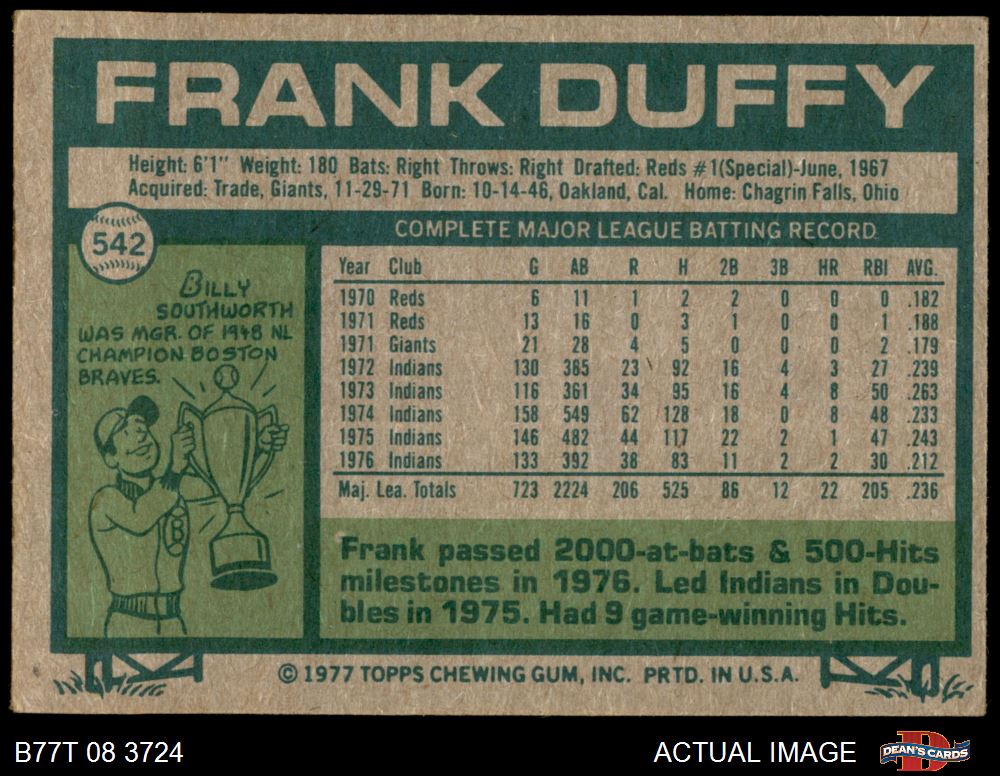 FRANK DUFFY
Height: 6'1" Weight: 180 Bats: Right Throws: Right Drafted: Reds #1(Special)-June, 1967
Acquired: Trade, Giants, 11-29-71 Born: 10-14-46, Oakland, Cal. Home: Chagrin Falls, Ohio
542
BILLY
SOUTHWORTH
WAS MGR. OF 1948 NL
CHAMPION BOSTON
BRAVES.
B
COMPLETE MAJOR LEAGUE BATTING RECORD
Year Club G AB R H 2B 3B HR RBI AVG.
1970 Reds 6 11 1 2 2 0 0 0 .182
1971 Reds 13 16 0 3 1 0 0 1 .188
1971 Giants 21 28 4 5 0 0 0 2 .179
1972 Indians 130 385 23 92 16 4 3 27 .239
1973 Indians 116 361 34 95 16 4 8 50 .263
1974 Indians 158 549 62 128 18 0 8 48 .233
1975 Indians 146 482 44 117 22 2 1 47 .243
1976 Indians 133 392 38 83 11 2 2 30 .212
Maj. Lea. Totals 723 2224 206 525 86 12 22 205 .236
Frank passed 2000-at-bats & 500-Hits
milestones in 1976. Led Indians in Dou-
bles in 1975. Had 9 game-winning Hits.
© 1977 TOPPS CHEWING GUM, INC. PRTD. IN U.S.A.
B77T 08 3724
ACTUAL IMAGE
DEAN'S CARDS